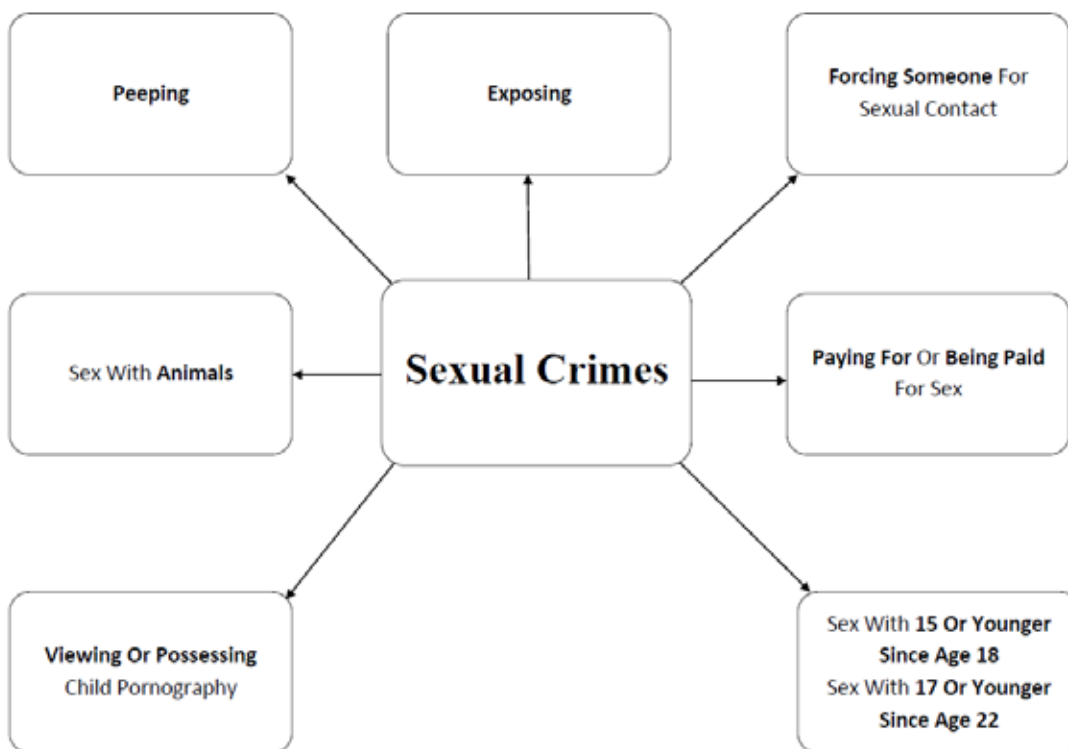 Peeping
Exposing
Forcing Someone For
Sexual Contact
Sex With Animals
Sexual Crimes
Paying For Or Being Paid
For Sex
Viewing Or Possessing
Child Pornography
Sex With 15 Or Younger
Since Age 18
Sex With 17 Or Younger
Since Age 22